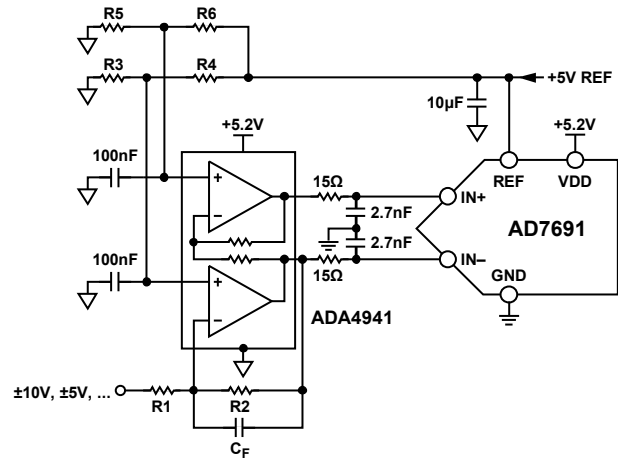 R5
R6
R3
R4
+5V REF
10µF
+5.2V
+5.2V
100nF
REF
VDD
15Ω
IN+
2.7nF
AD7691
2.7nF
IN–
100nF
15Ω
GND
ADA4941
±10V, ±5V, ...
R1
R2
CF
+
–
+
–